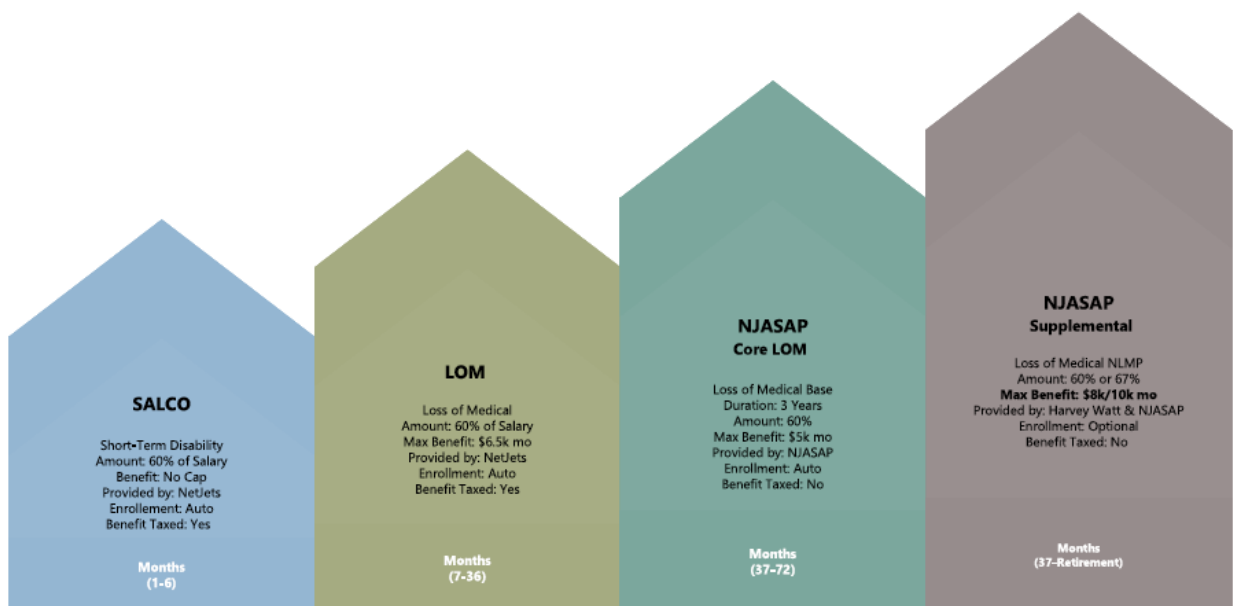 SALCO
Short-Term Disability
Amount: 60% of Salary
Benefit: No Cap
Provided by: NetJets
Enrollement: Auto
Benefit Taxed: Yes
Months
(1-6)
LOM
Loss of Medical
Amount: 60% of Salary
Max Benefit: $6.5k mo
Provided by: NetJets
Enrollment: Auto
Benefit Taxed: Yes
Months
(7-36)
NJASAP
Core LOM
Loss of Medical Base
Duration: 3 Years
Amount: 60%
Max Benefit: $5k mo
Provided by: NJASAP
Enrollment: Auto
Benefit Taxed: No
Months
(37-72)
NJASAP
Supplemental
Loss of Medical NLMP
Amount: 60% or 67%
Max Benefit: $8k/10k mo
Provided by: Harvey Watt & NJASAP
Enrollment: Optional
Benefit Taxed: No
Months
(37-Retirement)